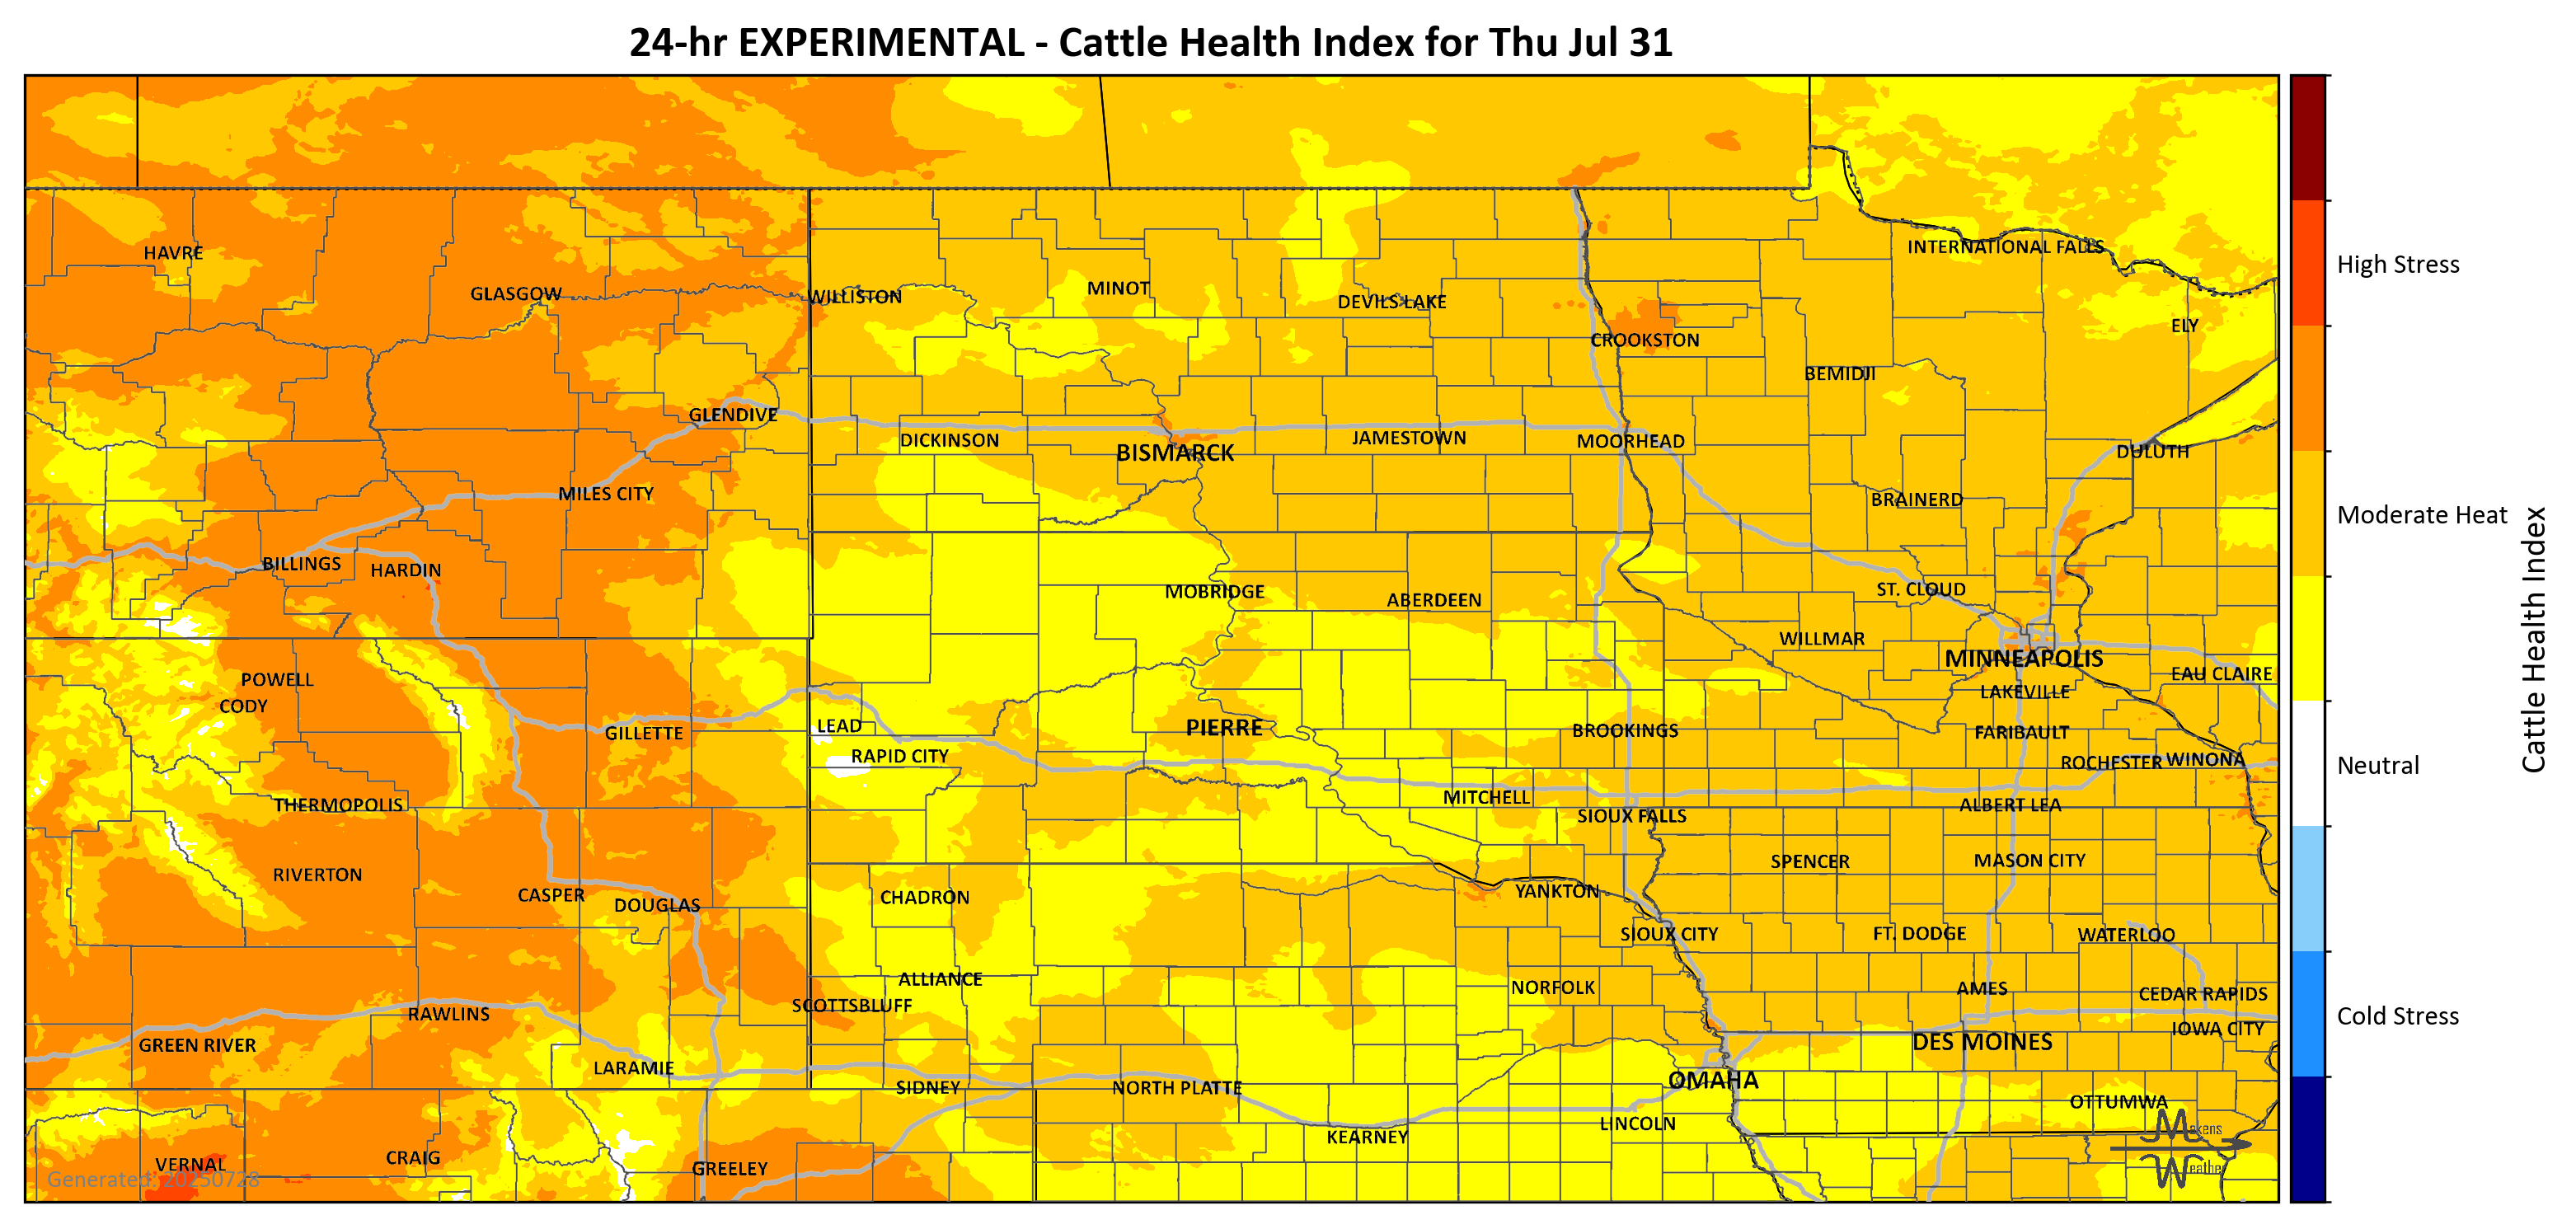 24-hr EXPERIMENTAL - Cattle Health Index for Thu Jul 31
HAVRE
INTERNATIONAL FALLS
GLASGOW
WILLISTON
MINOT
DEVILS LAKE
High Stress
ELY
CROOKSTON
BEMIDJI
GLENDIVE
DICKINSON
BISMARCK
JAMESTOWN
MOORHEAD
DULUTH
MILES CITY
BRAINERD
Moderate Heat
BILLINGS
HARDIN
MOBRIDGE
ABERDEEN
ST. CLOUD
WILLMAR
MINNEAPOLIS
Cattle Health Index
POWELL
EAU CLAIRE
CODY
LAKEVILLE
GILLETTE
LEAD
PIERRE
BROOKINGS
FARIBAULT
RAPID CITY
ROCHESTER
WINONA
Neutral
THERMOPOLIS
MITCHELL
SIOUX FALLS
ALBERT LEA
RIVERTON
SPENCER
MASON CITY
CASPER
DOUGLAS
CHADRON
YANKTON
SIOUX CITY
FT. DODGE
WATERLOO
ALLIANCE
NORFOLK
AMES
CEDAR RAPIDS
SCOTTSBLUFF
RAWLINS
Cold Stress
GREEN RIVER
DES MOINES
IOWA CITY
LARAMIE
SIDNEY
NORTH PLATTE
OMAHA
OTTUMWA
KEARNEY
LINCOLN
Makens
Weather
VERNAL
CRAIG
GREELEY
Generated: 20250728